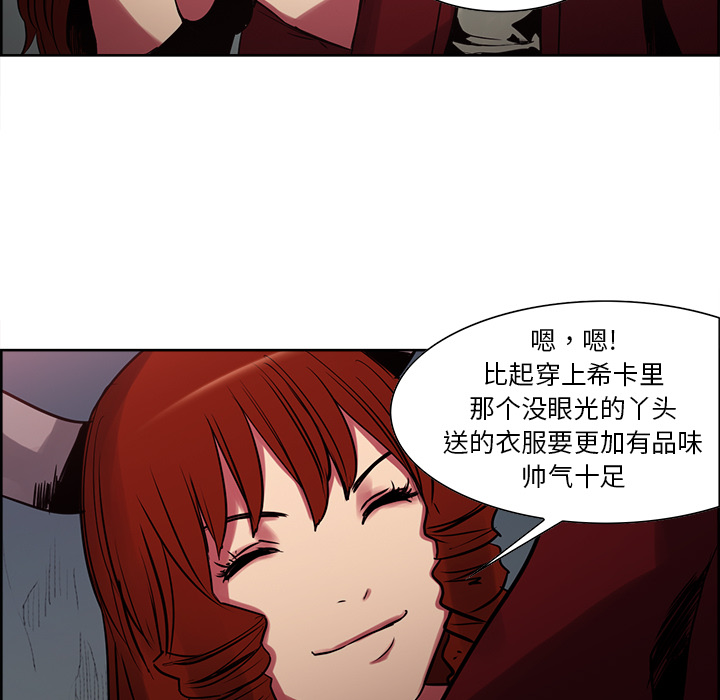 嗯，嗯!
比起穿上希卡里
那个没眼光的丫头
送的衣服要更加有品味
帅气十足